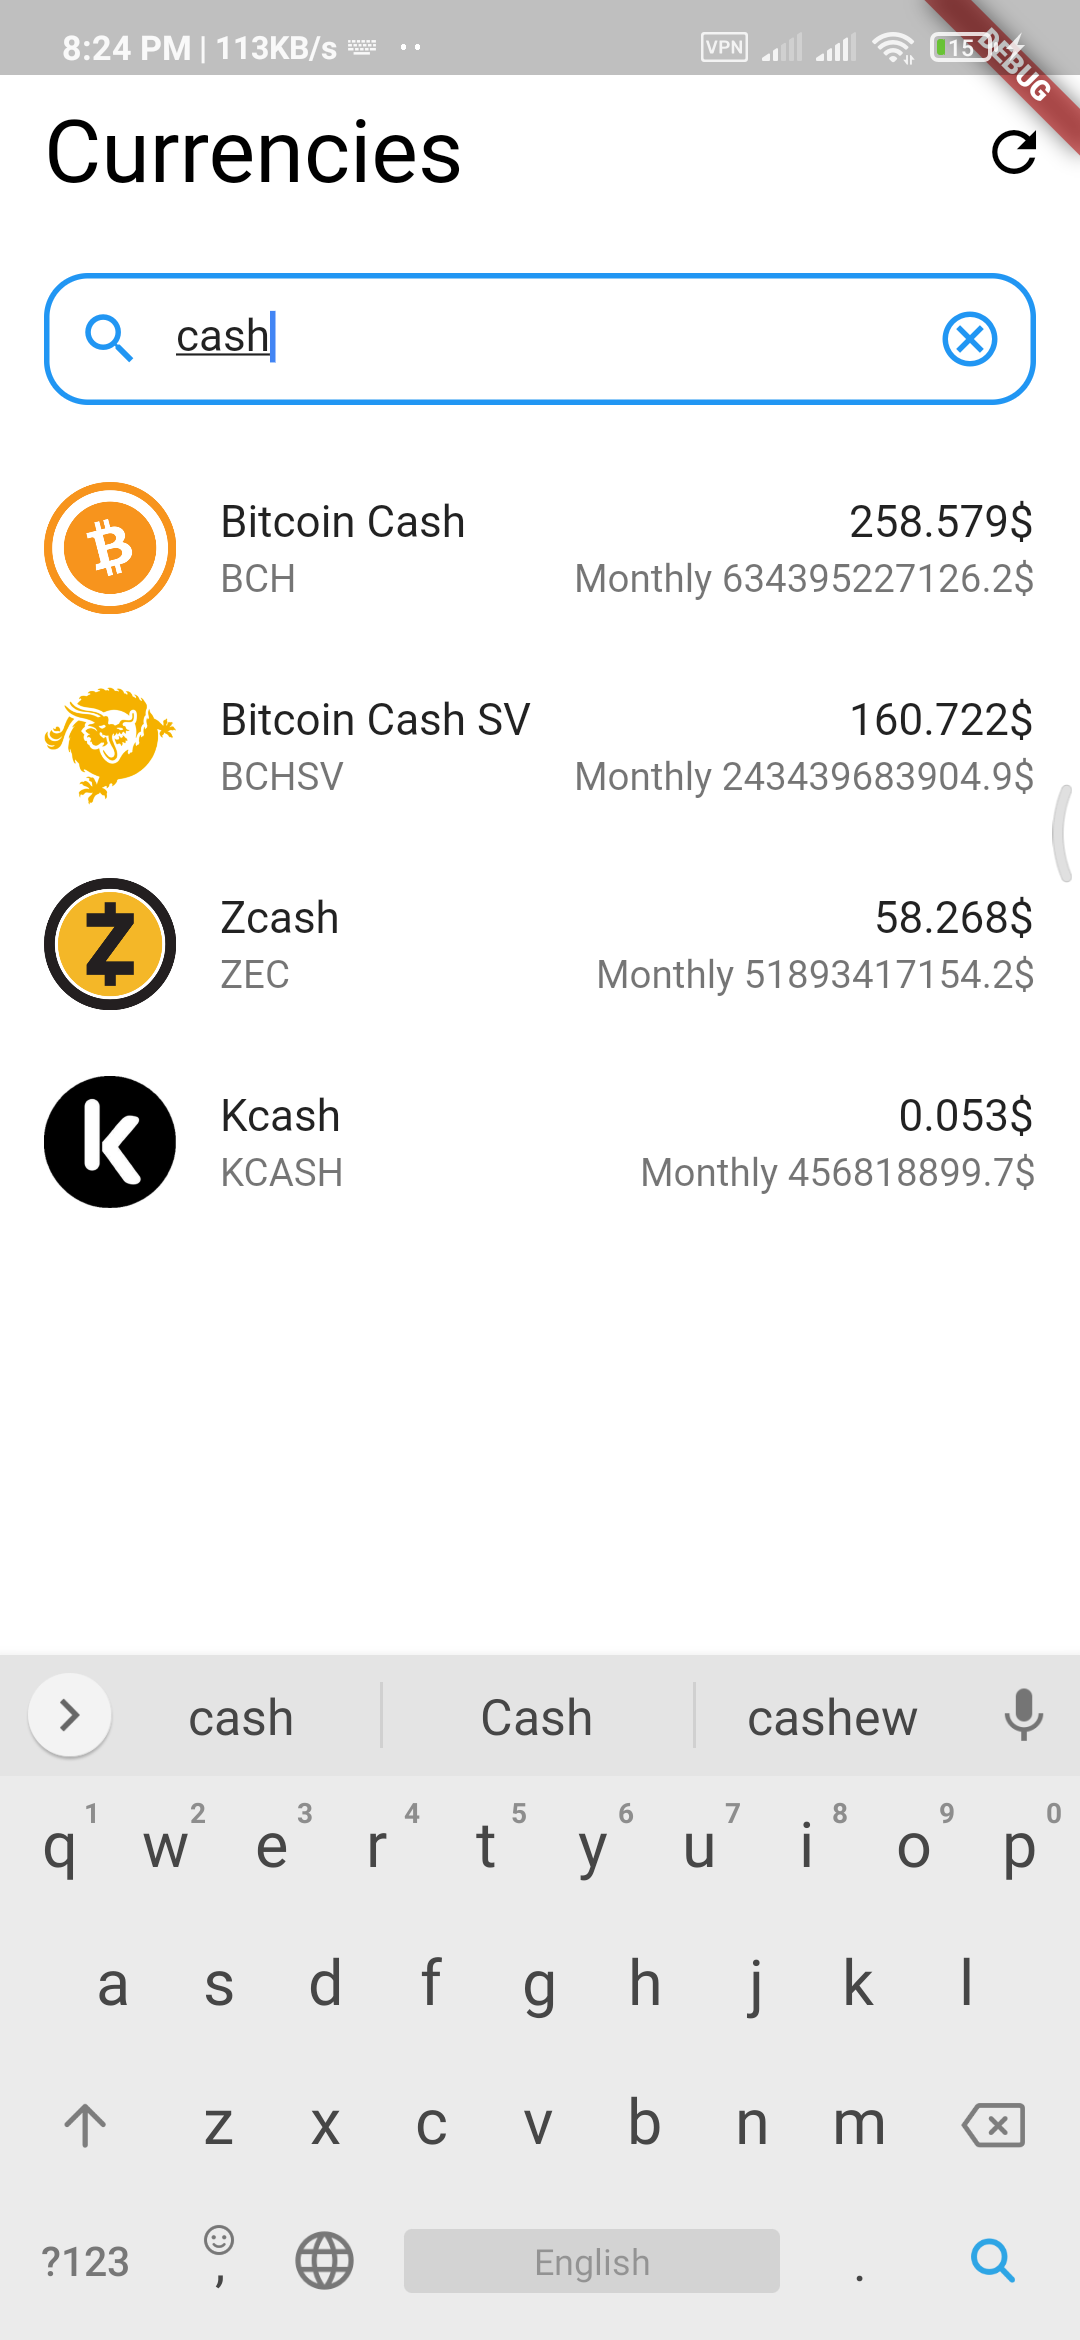 8:24 PM | 113KB/s
VPN
15
DEBUG
Currencies
cash
Bitcoin Cash
258.579$
BCH
Monthly 634395227126.2$
Bitcoin Cash SV
160.722$
BCHSV
Monthly 243439683904.9$
Zcash
58.268$
ZEC
Monthly 51893417154.2$
Kcash
0.053$
KCASH
Monthly 456818899.7$
cash Cash cashew
1 2 3 4 5 6 7 8 9 0
q w e r t y u i o p
a s d f g h j k l
z x c v b n m
?123 , English .